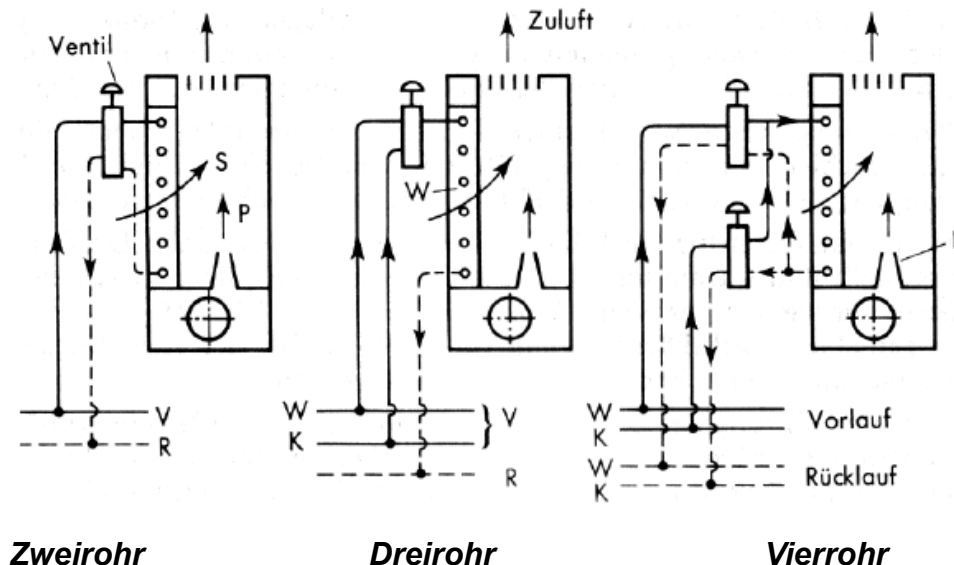 Ventil
S
P
V
R
Zweirohr
Zuluft
W
W
K
} V
R
Dreirohr
W
K
Vorlauf
W
K
Rücklauf
Vierrohr